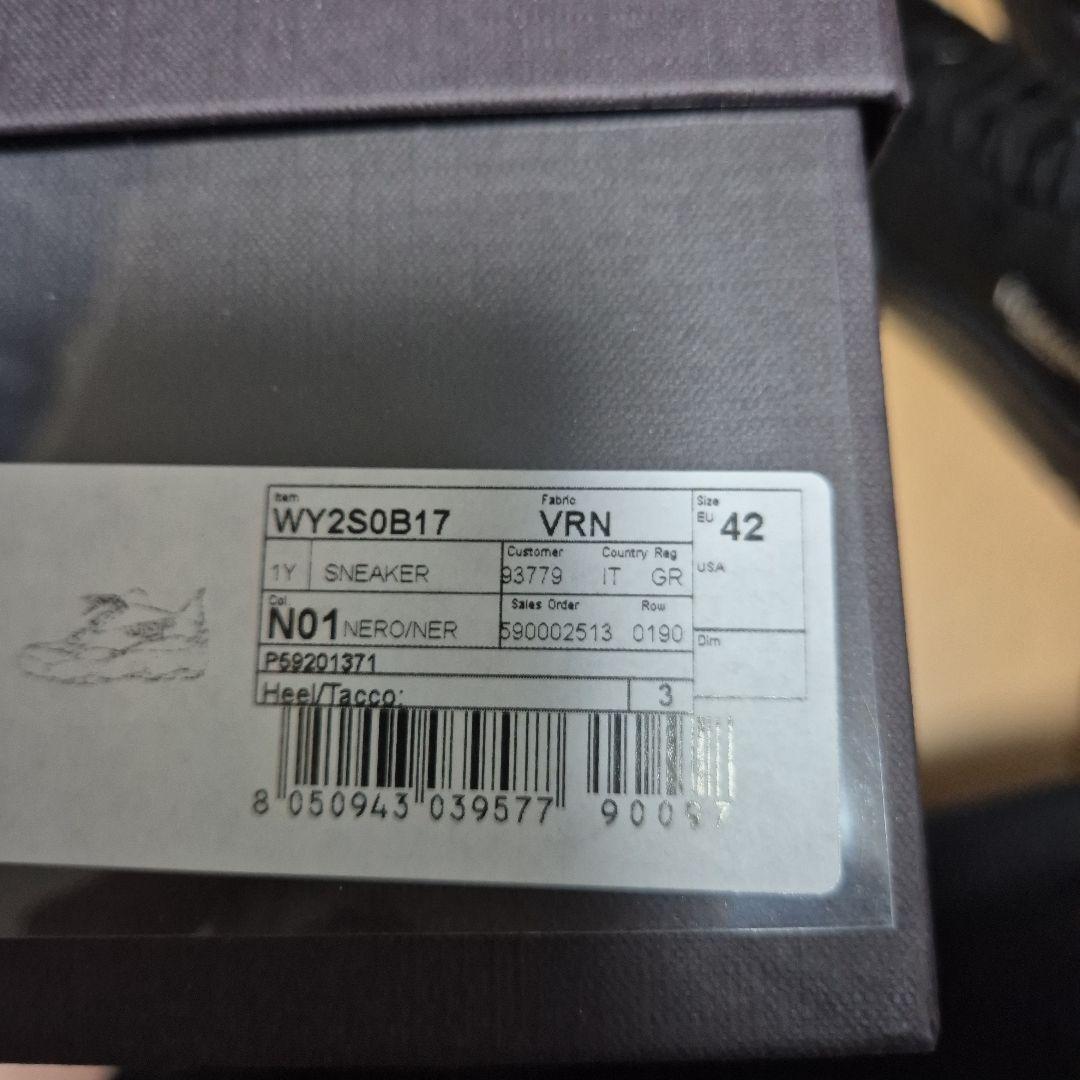 Item Fabric Size
WY2S0B17 VRN EU 42
Customer Country Reg USA
1Y SNEAKER 93779 IT GR
Col. Sales Order Row
N01 NERO/NER 590002513 0190 Dim
P59201371
Heel/Tacco: 3
8 050943 039577 90097